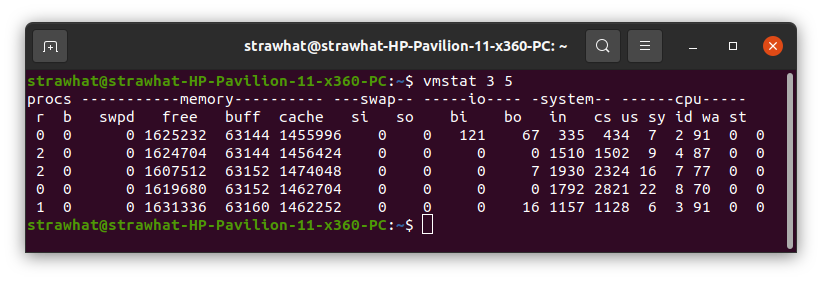 strawhat@strawhat-HP-Pavilion-11-x360-PC: ~
strawhat@strawhat-HP-Pavilion-11-x360-PC:~$ vmstat 3 5
procs -----------memory---------- ---swap-- -----io---- -system-- ------cpu-----
 r  b   swpd   free   buff  cache   si   so    bi    bo   in   cs us sy id wa st
 0  0      0 1625232  63144 1455996    0    0   121    67  335  434  7  2 91  0  0
 2  0      0 1624704  63144 1456424    0    0     0     0 1510 1502  9  4 87  0  0
 2  0      0 1607512  63152 1474048    0    0     0     7 1930 2324 16  7 77  0  0
 0  0      0 1619680  63152 1462704    0    0     0     0 1792 2821 22  8 70  0  0
 1  0      0 1631336  63160 1462252    0    0     0    16 1157 1128  6  3 91  0  0
strawhat@strawhat-HP-Pavilion-11-x360-PC:~$